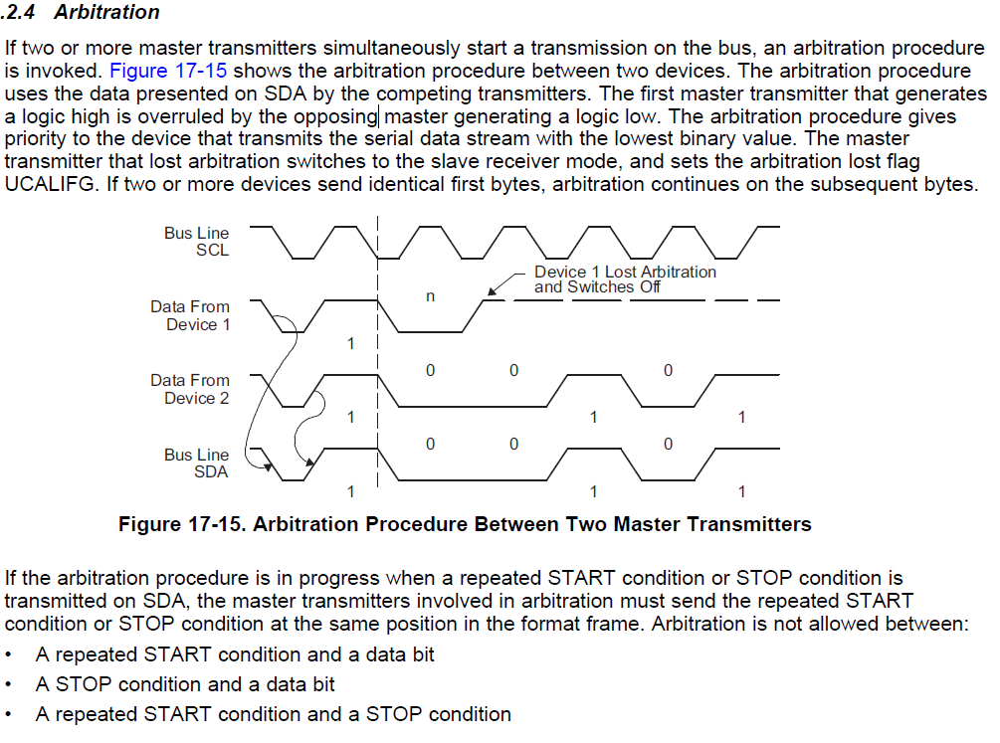 .2.4 Arbitration
If two or more master transmitters simultaneously start a transmission on the bus, an arbitration procedure
is invoked. Figure 17-15 shows the arbitration procedure between two devices. The arbitration procedure
uses the data presented on SDA by the competing transmitters. The first master transmitter that generates
a logic high is overruled by the opposing master generating a logic low. The arbitration procedure gives
priority to the device that transmits the serial data stream with the lowest binary value. The master
transmitter that lost arbitration switches to the slave receiver mode, and sets the arbitration lost flag
UCALIFG. If two or more devices send identical first bytes, arbitration continues on the subsequent bytes.
Bus Line
SCL
Device 1 Lost Arbitration
and Switches Off
n
Data From
Device 1
1
0 0 0
Data From
Device 2
1 1 1
0 0 0
Bus Line
SDA
1 1 1
Figure 17-15. Arbitration Procedure Between Two Master Transmitters
If the arbitration procedure is in progress when a repeated START condition or STOP condition is
transmitted on SDA, the master transmitters involved in arbitration must send the repeated START
condition or STOP condition at the same position in the format frame. Arbitration is not allowed between:
• A repeated START condition and a data bit
• A STOP condition and a data bit
• A repeated START condition and a STOP condition